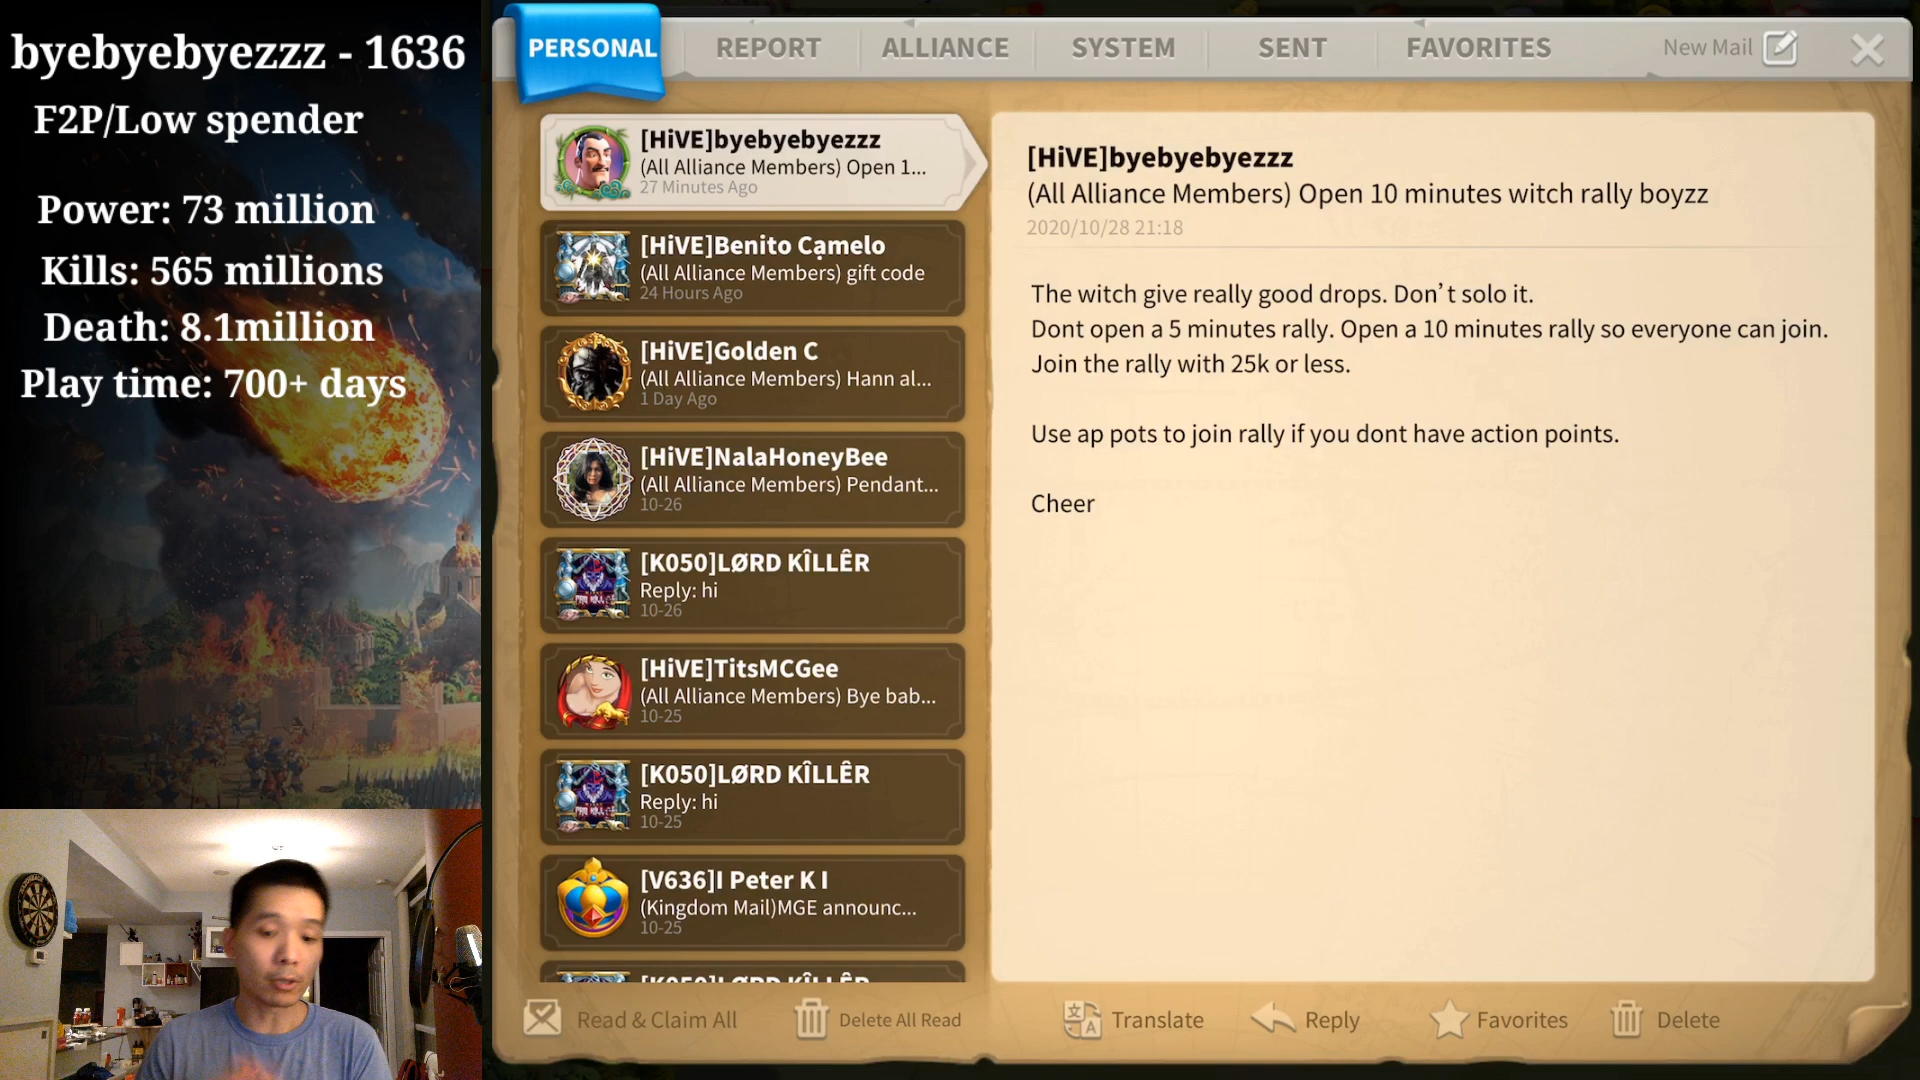 byebyebyezzz - 1636
F2P/Low spender
Power: 73 million
Kills: 565 millions
Death: 8.1million
Play time: 700+ days
PERSONAL
REPORT
ALLIANCE
SYSTEM
SENT
FAVORITES
New Mail
[HiVE]byebyebyezzz
(All Alliance Members) Open 1...
27 Minutes Ago
[HiVE]Benito Cạmelo
(All Alliance Members) gift code
24 Hours Ago
[HiVE]Golden C
(All Alliance Members) Hann al...
1 Day Ago
[HiVE]NalaHoneyBee
(All Alliance Members) Pendant...
10-26
[K050]LØRD KÎLLÊR
Reply: hi
10-26
[HiVE]TitsMCGee
(All Alliance Members) Bye bab...
10-25
[K050]LØRD KÎLLÊR
Reply: hi
10-25
[V636]I Peter K I
(Kingdom Mail)MGE announc...
10-25
[K050]LØRD KÎLLÊR
[HiVE]byebyebyezzz
(All Alliance Members) Open 10 minutes witch rally boyzz
2020/10/28 21:18
The witch give really good drops. Don’t solo it.
Dont open a 5 minutes rally. Open a 10 minutes rally so everyone can join.
Join the rally with 25k or less.
Use ap pots to join rally if you dont have action points.
Cheer
Read & Claim All
Delete All Read
Translate
Reply
Favorites
Delete